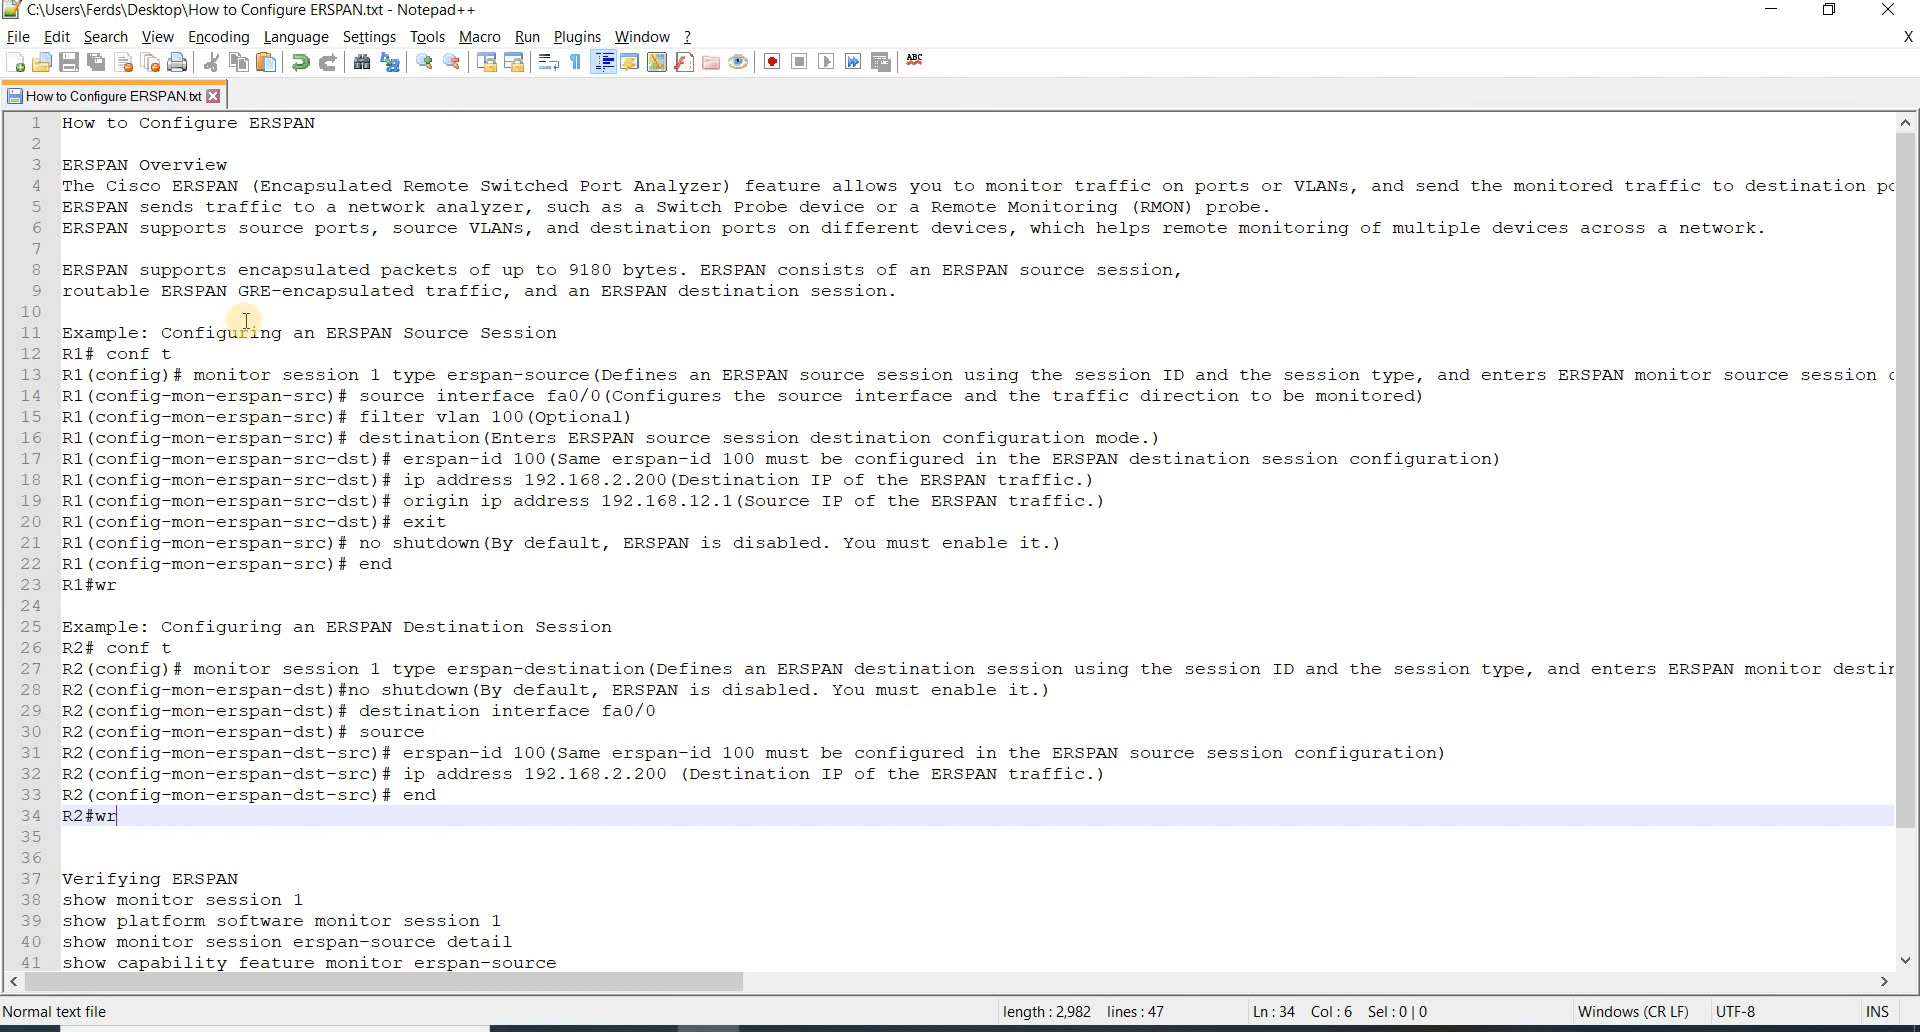 C:\Users\Ferds\Desktop\How to Configure ERSPAN.txt - Notepad++
File Edit Search View Encoding Language Settings Tools Macro Run Plugins Window ? X
ABC
How to Configure ERSPAN.txt
1 How to Configure ERSPAN
2
3 ERSPAN Overview
4 The Cisco ERSPAN (Encapsulated Remote Switched Port Analyzer) feature allows you to monitor traffic on ports or VLANs, and send the monitored traffic to destination
5 ERSPAN sends traffic to a network analyzer, such as a Switch Probe device or a Remote Monitoring (RMON) probe.
6 ERSPAN supports source ports, source VLANs, and destination ports on different devices, which helps remote monitoring of multiple devices across a network.
7
8 ERSPAN supports encapsulated packets of up to 9180 bytes. ERSPAN consists of an ERSPAN source session,
9 routable ERSPAN GRE-encapsulated traffic, and an ERSPAN destination session.
10
11 Example: Configuring an ERSPAN Source Session
12 R1# conf t
13 R1(config)# monitor session 1 type erspan-source(Defines an ERSPAN source session using the session ID and the session type, and enters ERSPAN monitor source session
14 R1(config-mon-erspan-src)# source interface fa0/0(Configures the source interface and the traffic direction to be monitored)
15 R1(config-mon-erspan-src)# filter vlan 100(Optional)
16 R1(config-mon-erspan-src)# destination(Enters ERSPAN source session destination configuration mode.)
17 R1(config-mon-erspan-src-dst)# erspan-id 100(Same erspan-id 100 must be configured in the ERSPAN destination session configuration)
18 R1(config-mon-erspan-src-dst)# ip address 192.168.2.200(Destination IP of the ERSPAN traffic.)
19 R1(config-mon-erspan-src-dst)# origin ip address 192.168.12.1(Source IP of the ERSPAN traffic.)
20 R1(config-mon-erspan-src-dst)# exit
21 R1(config-mon-erspan-src)# no shutdown(By default, ERSPAN is disabled. You must enable it.)
22 R1(config-mon-erspan-src)# end
23 R1#wr
24
25 Example: Configuring an ERSPAN Destination Session
26 R2# conf t
27 R2(config)# monitor session 1 type erspan-destination(Defines an ERSPAN destination session using the session ID and the session type, and enters ERSPAN monitor
28 R2(config-mon-erspan-dst)#no shutdown(By default, ERSPAN is disabled. You must enable it.)
29 R2(config-mon-erspan-dst)# destination interface fa0/0
30 R2(config-mon-erspan-dst)# source
31 R2(config-mon-erspan-dst-src)# erspan-id 100(Same erspan-id 100 must be configured in the ERSPAN source session configuration)
32 R2(config-mon-erspan-dst-src)# ip address 192.168.2.200 (Destination IP of the ERSPAN traffic.)
33 R2(config-mon-erspan-dst-src)# end
34 R2#wr
35
36
37 Verifying ERSPAN
38 show monitor session 1
39 show platform software monitor session 1
40 show monitor session erspan-source detail
41 show capability feature monitor erspan-source
Normal text file length : 2,982 lines : 47 Ln : 34 Col : 6 Sel : 0 | 0 Windows (CR LF) UTF-8 INS